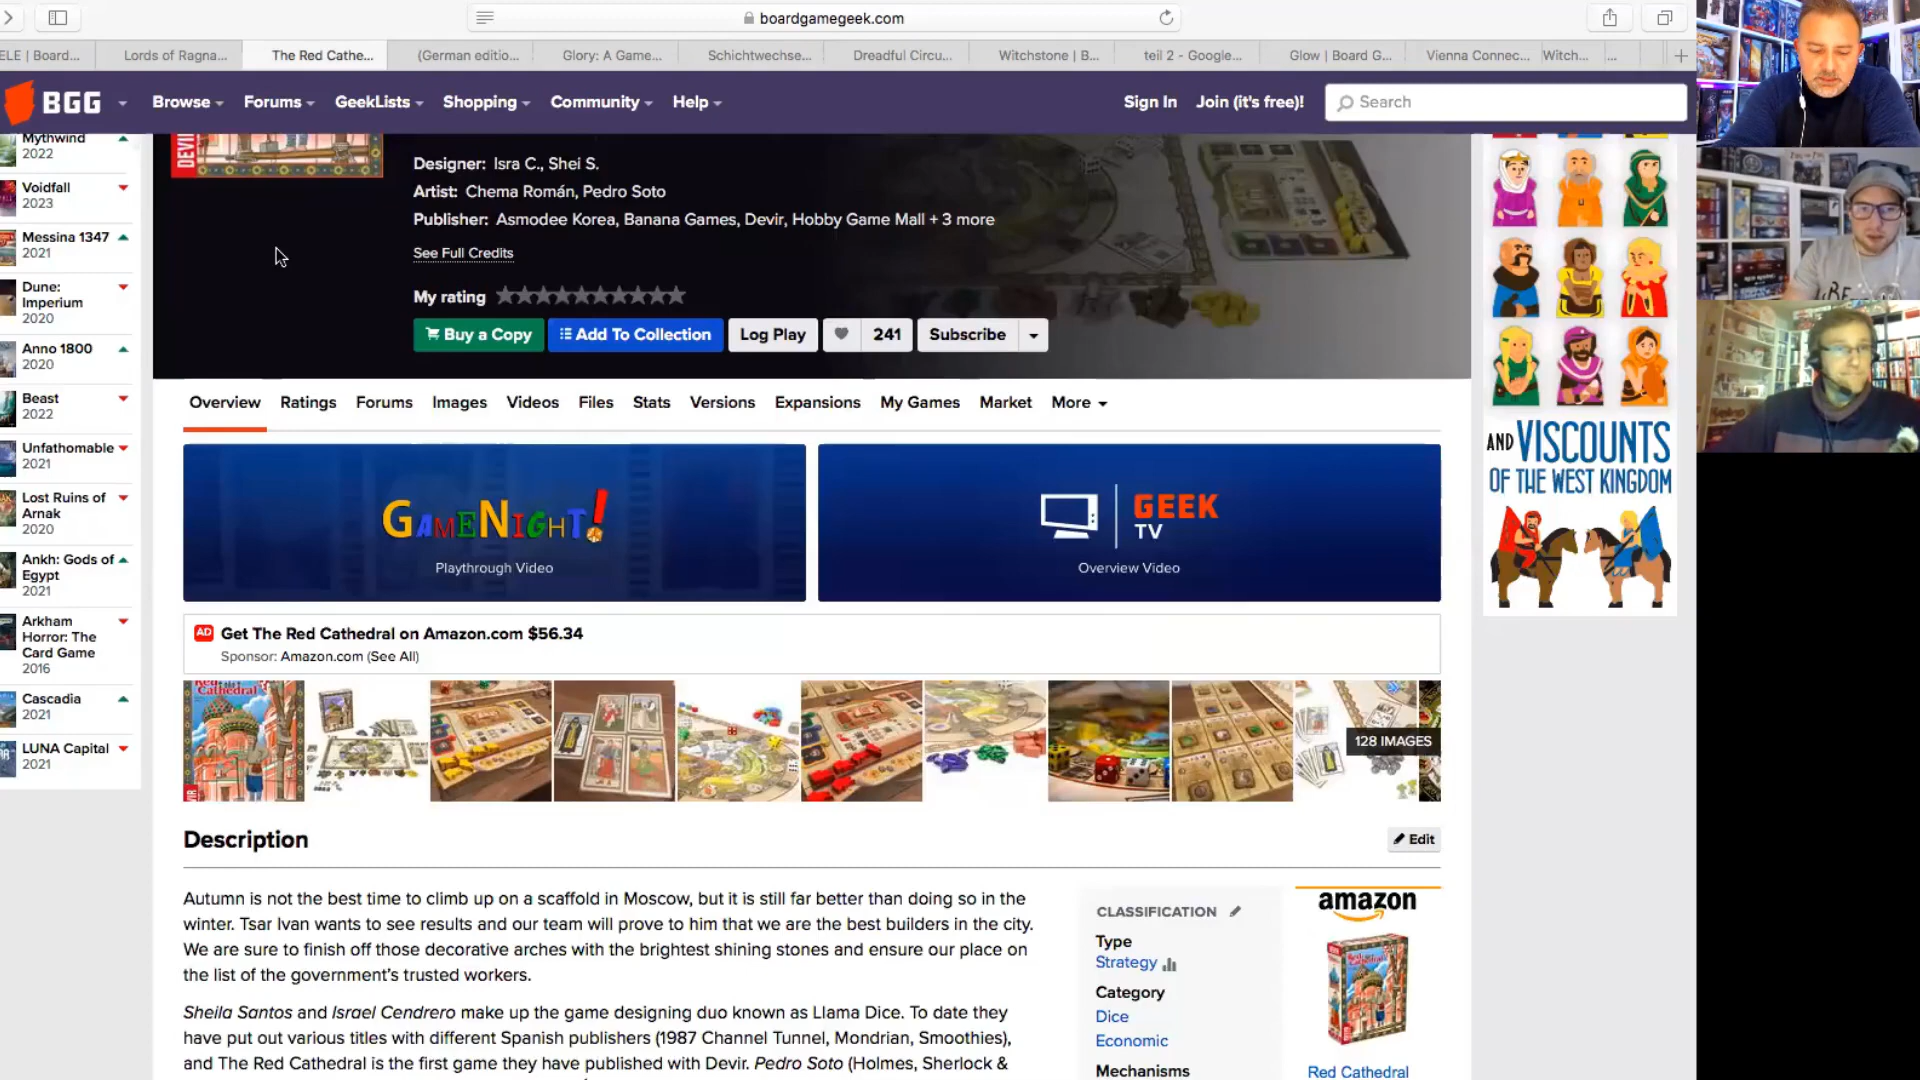 boardgamegeek.com
ELE | Board...
Lords of Ragna...
The Red Cathe...
(German editio...
Glory: A Game...
Schichtwechse...
Dreadful Circu...
Witchstone | B...
teil 2 - Google...
Glow | Board G...
Vienna Connec...
Witch...
...
BGG
Browse
Forums
GeekLists
Shopping
Community
Help
Sign In
Join (it's free)!
Search
Mythwind
2022
Voidfall
2023
Messina 1347
2021
Dune:
Imperium
2020
Anno 1800
2020
Beast
2022
Unfathomable
2021
Lost Ruins of
Arnak
2020
Ankh: Gods of
Egypt
2021
Arkham
Horror: The
Card Game
2016
Cascadia
2021
LUNA Capital
2021
DEVIR
Designer: Isra C., Shei S.
Artist: Chema Román, Pedro Soto
Publisher: Asmodee Korea, Banana Games, Devir, Hobby Game Mall + 3 more
See Full Credits
My rating
Buy a Copy
Add To Collection
Log Play
241
Subscribe
Overview
Ratings
Forums
Images
Videos
Files
Stats
Versions
Expansions
My Games
Market
More
GAMENIGHT!
Playthrough Video
GEEK
TV
Overview Video
AD Get The Red Cathedral on Amazon.com $56.34
Sponsor: Amazon.com (See All)
Red
Cathedral
128 IMAGES
Description
Edit
Autumn is not the best time to climb up on a scaffold in Moscow, but it is still far better than doing so in the
winter. Tsar Ivan wants to see results and our team will prove to him that we are the best builders in the city.
We are sure to finish off those decorative arches with the brightest shining stones and ensure our place on
the list of the government's trusted workers.
Sheila Santos and Israel Cendrero make up the game designing duo known as Llama Dice. To date they
have put out various titles with different Spanish publishers (1987 Channel Tunnel, Mondrian, Smoothies),
and The Red Cathedral is the first game they have published with Devir. Pedro Soto (Holmes, Sherlock &
CLASSIFICATION
Type
Strategy
Category
Dice
Economic
Mechanisms
amazon
Red Cathedral
AND VISCOUNTS
OF THE WEST KINGDOM